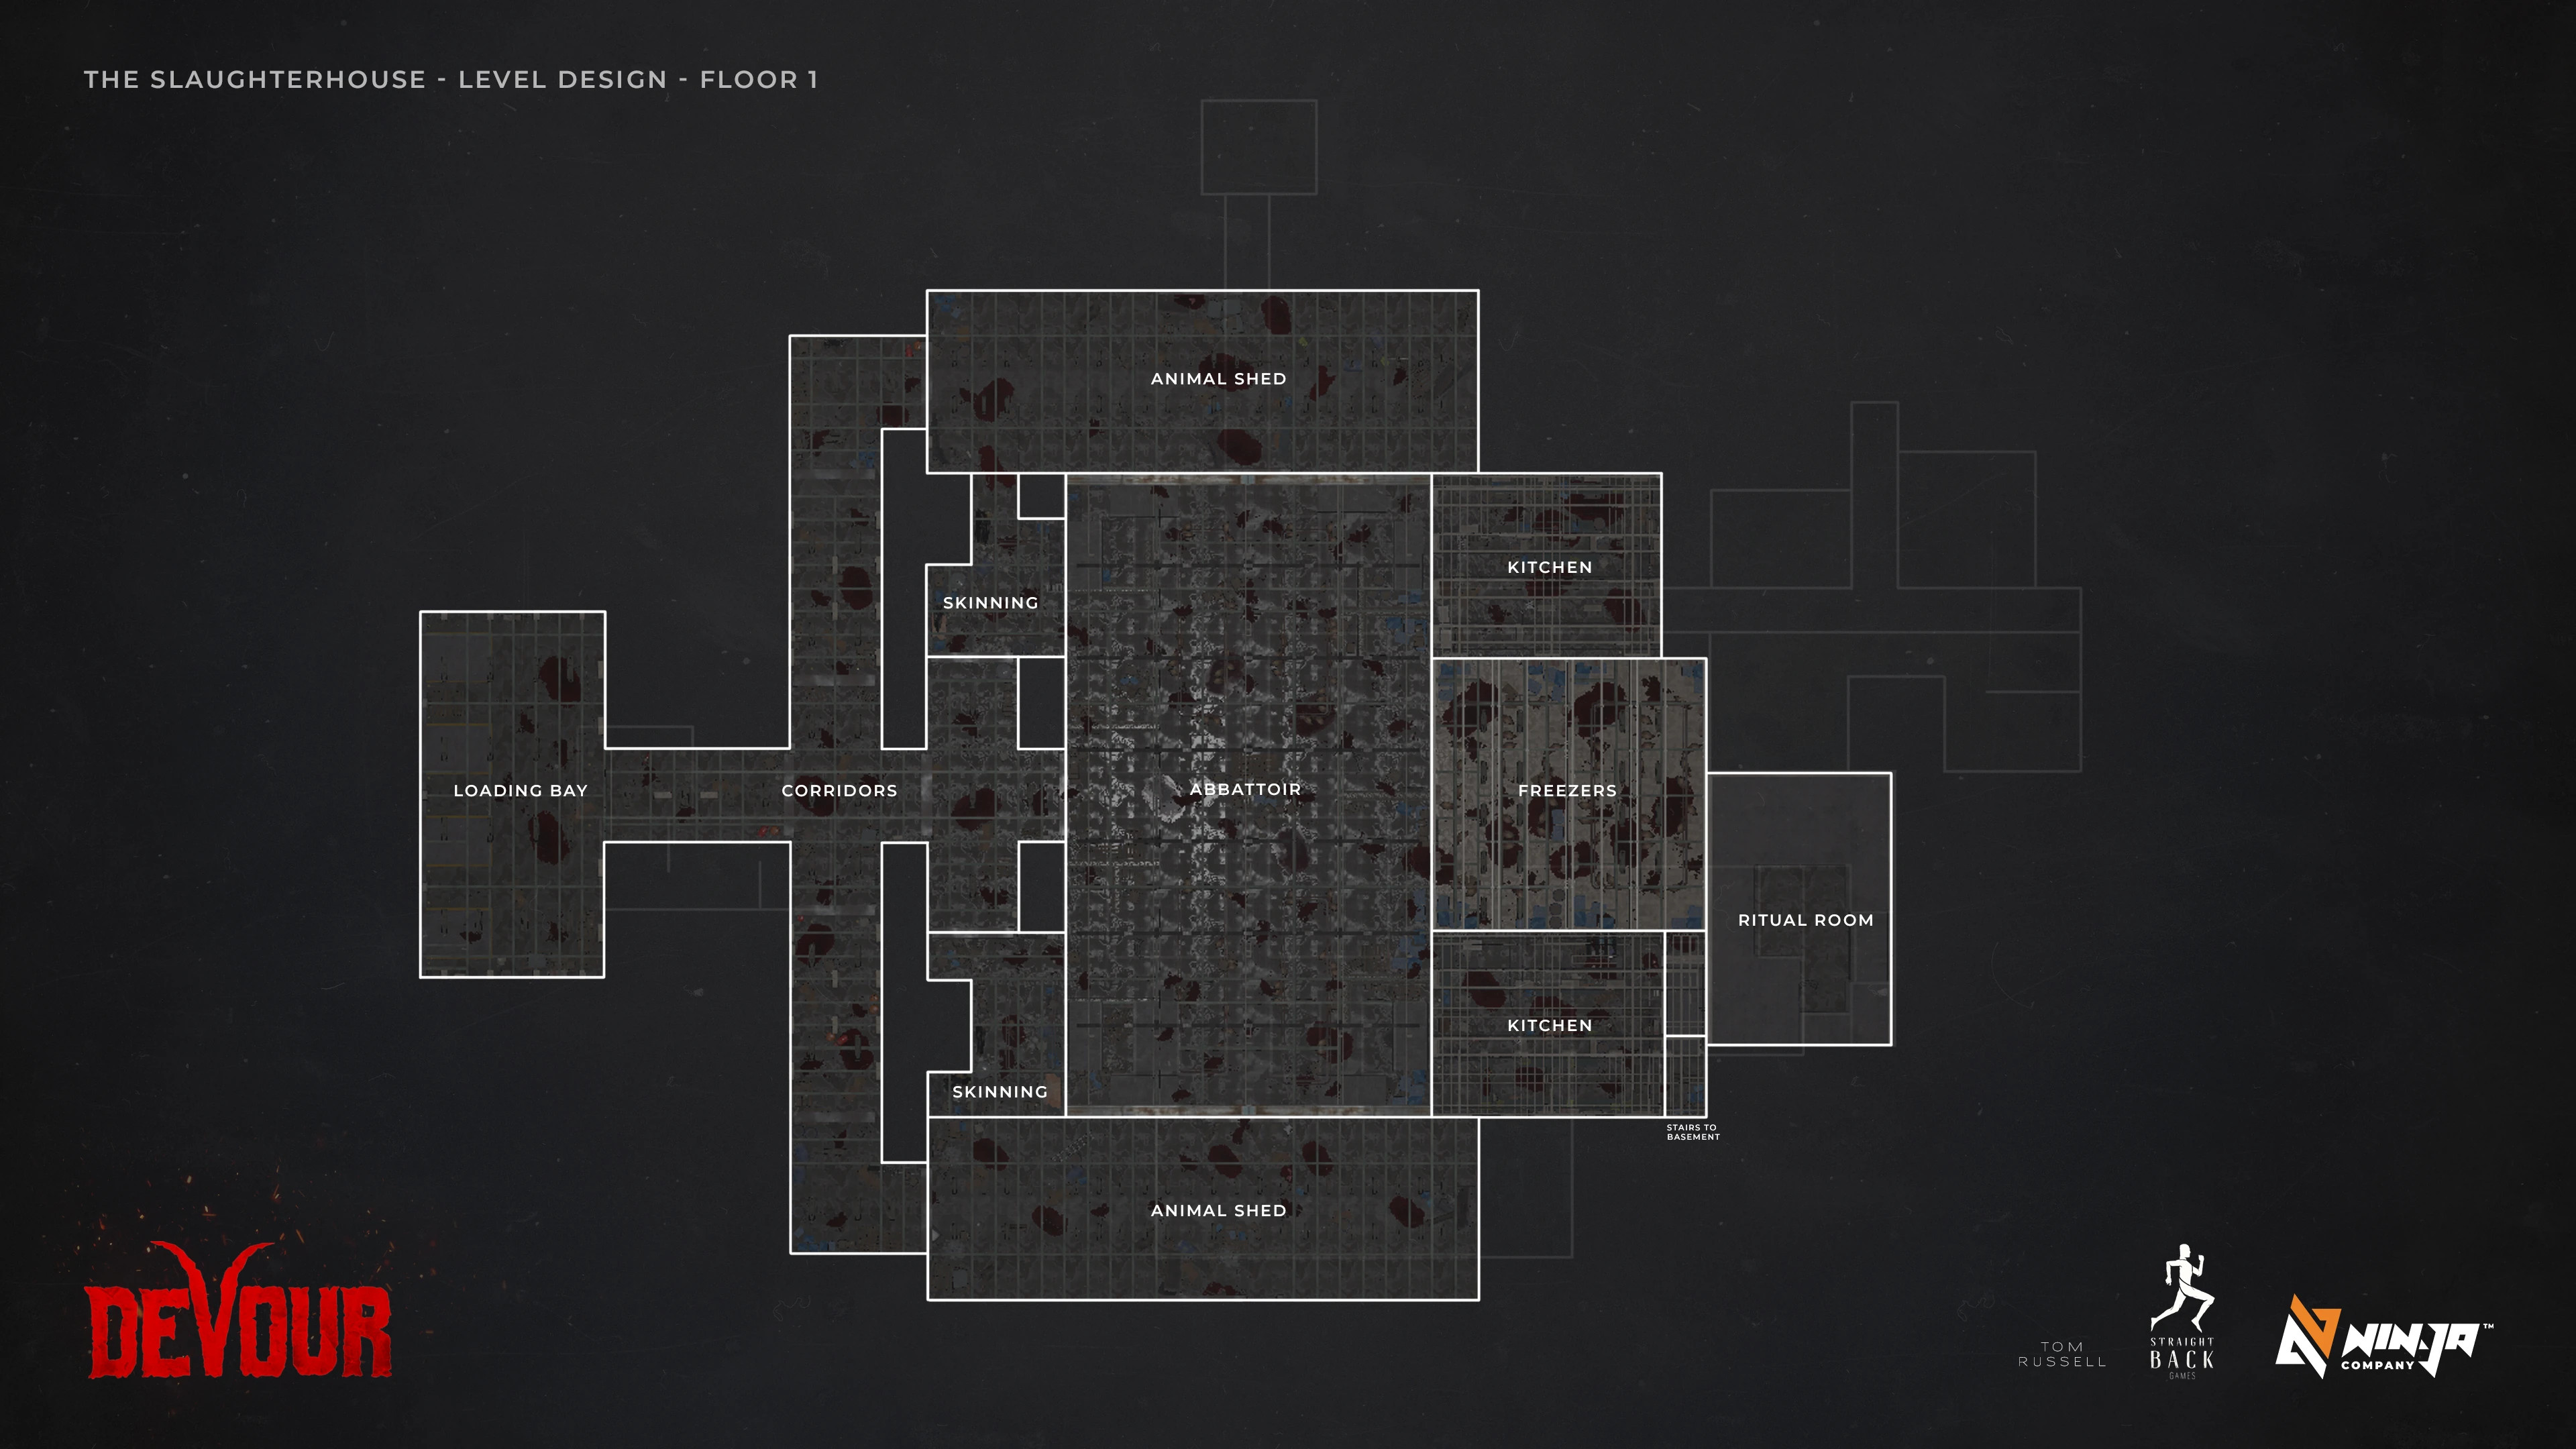 THE SLAUGHTERHOUSE - LEVEL DESIGN - FLOOR 1
ANIMAL SHED
KITCHEN
SKINNING
LOADING BAY
CORRIDORS
ABBATTOIR
FREEZERS
RITUAL ROOM
KITCHEN
SKINNING
STAIRS TO
BASEMENT
ANIMAL SHED
DEVOUR
TOM
RUSSELL
STRAIGHT
BACK
GAMES
NINJA TM
COMPANY